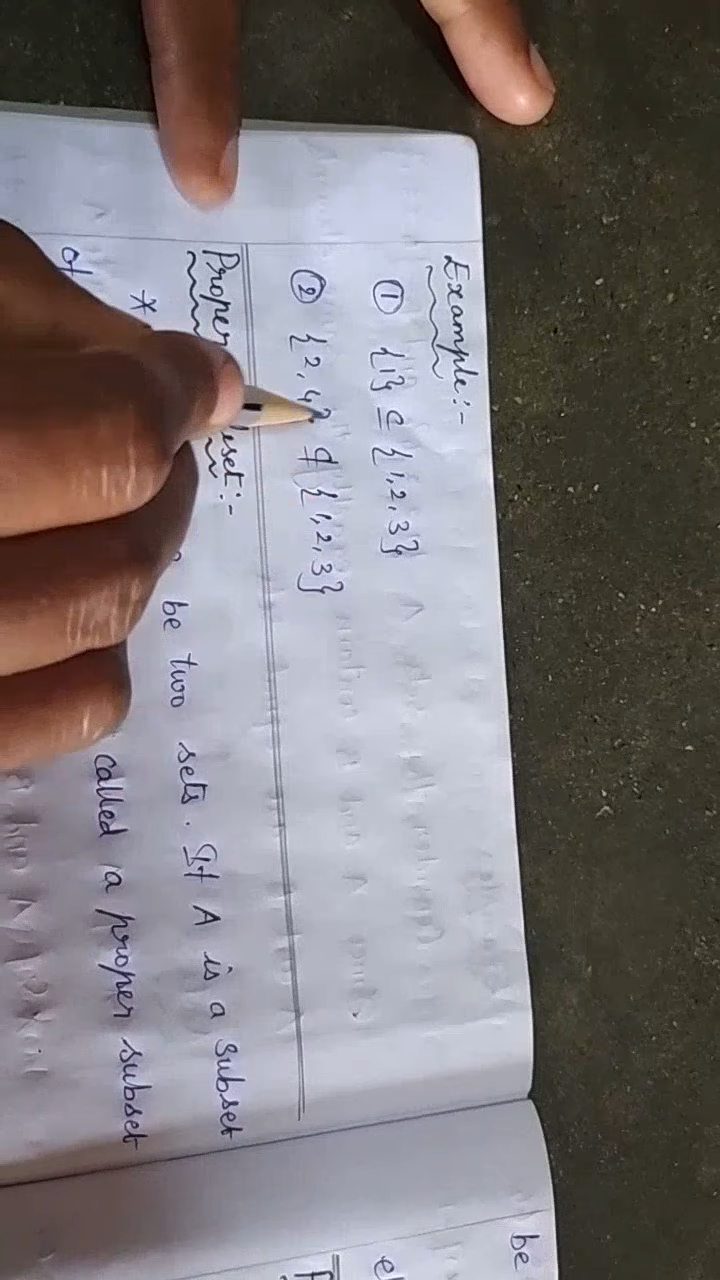 Example:-
① {1} ⊆ {1,2,3}
② {2,4} ⊄ {1,2,3}
Proper
*
be two sets. If A is a subset
of
called a proper subset
be